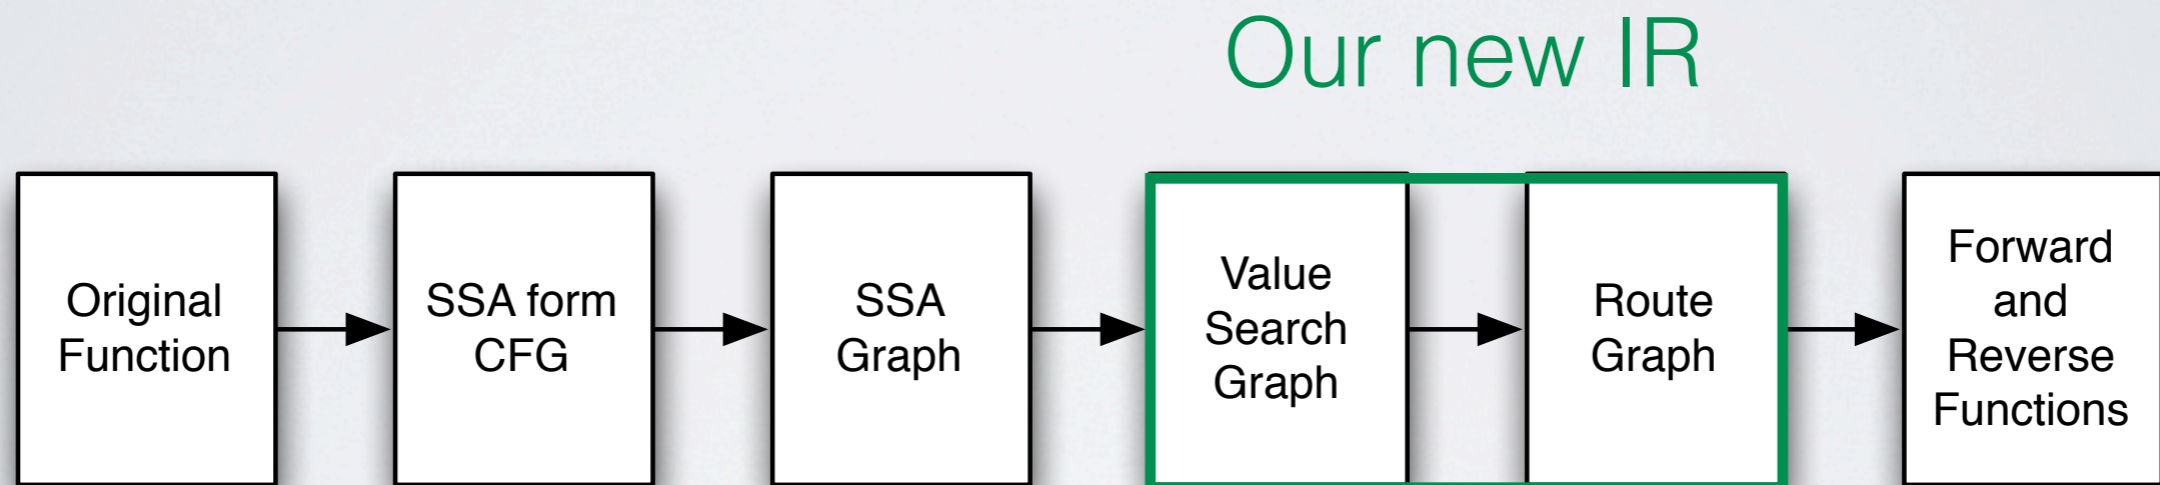 Our new IR
Original
Function
SSA form
CFG
SSA
Graph
Value
Search
Graph
Route
Graph
Forward
and
Reverse
Functions